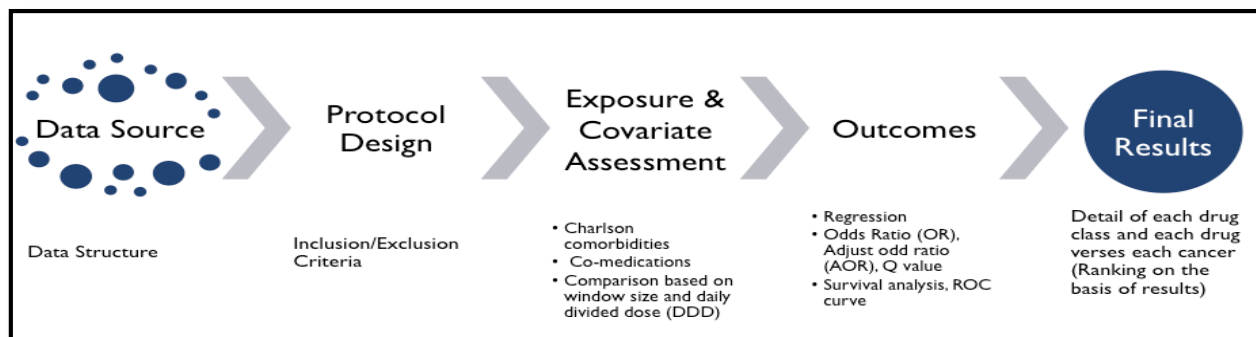 Data Source
Data Structure
Protocol
Design
Inclusion/Exclusion
Criteria
Exposure &
Covariate
Assessment
• Charlson
comorbidities
• Co-medications
• Comparison based on
window size and daily
divided dose (DDD)
Outcomes
• Regression
• Odds Ratio (OR),
Adjust odd ratio
(AOR), Q value
• Survival analysis, ROC
curve
Final
Results
Detail of each drug
class and each drug
verses each cancer
(Ranking on the
basis of results)